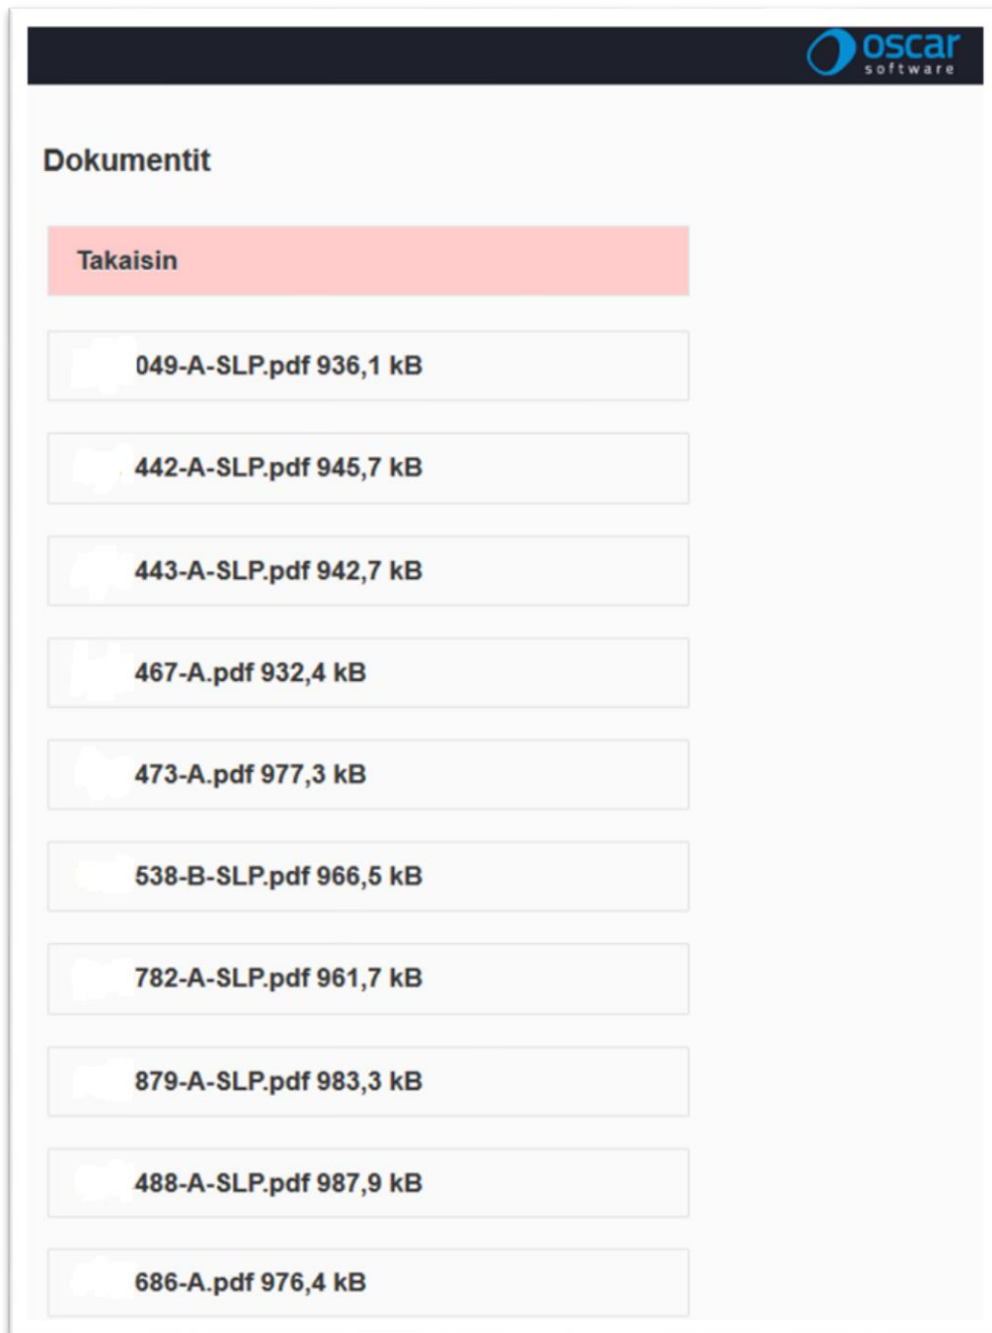 oscar
software
Dokumentit
Takaisin
049-A-SLP.pdf 936,1 kB
442-A-SLP.pdf 945,7 kB
443-A-SLP.pdf 942,7 kB
467-A.pdf 932,4 kB
473-A.pdf 977,3 kB
538-B-SLP.pdf 966,5 kB
782-A-SLP.pdf 961,7 kB
879-A-SLP.pdf 983,3 kB
488-A-SLP.pdf 987,9 kB
686-A.pdf 976,4 kB